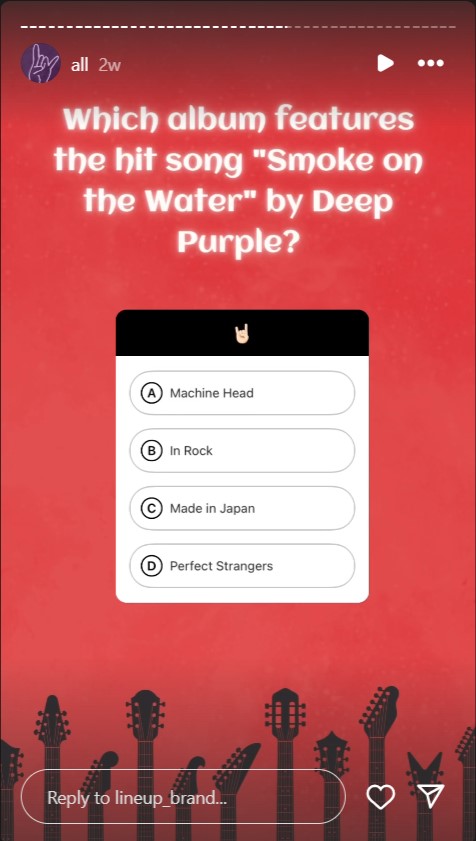 all 2w
Which album features
the hit song "Smoke on
the Water" by Deep
Purple?
A Machine Head
B In Rock
C Made in Japan
D Perfect Strangers
Reply to lineup_brand...